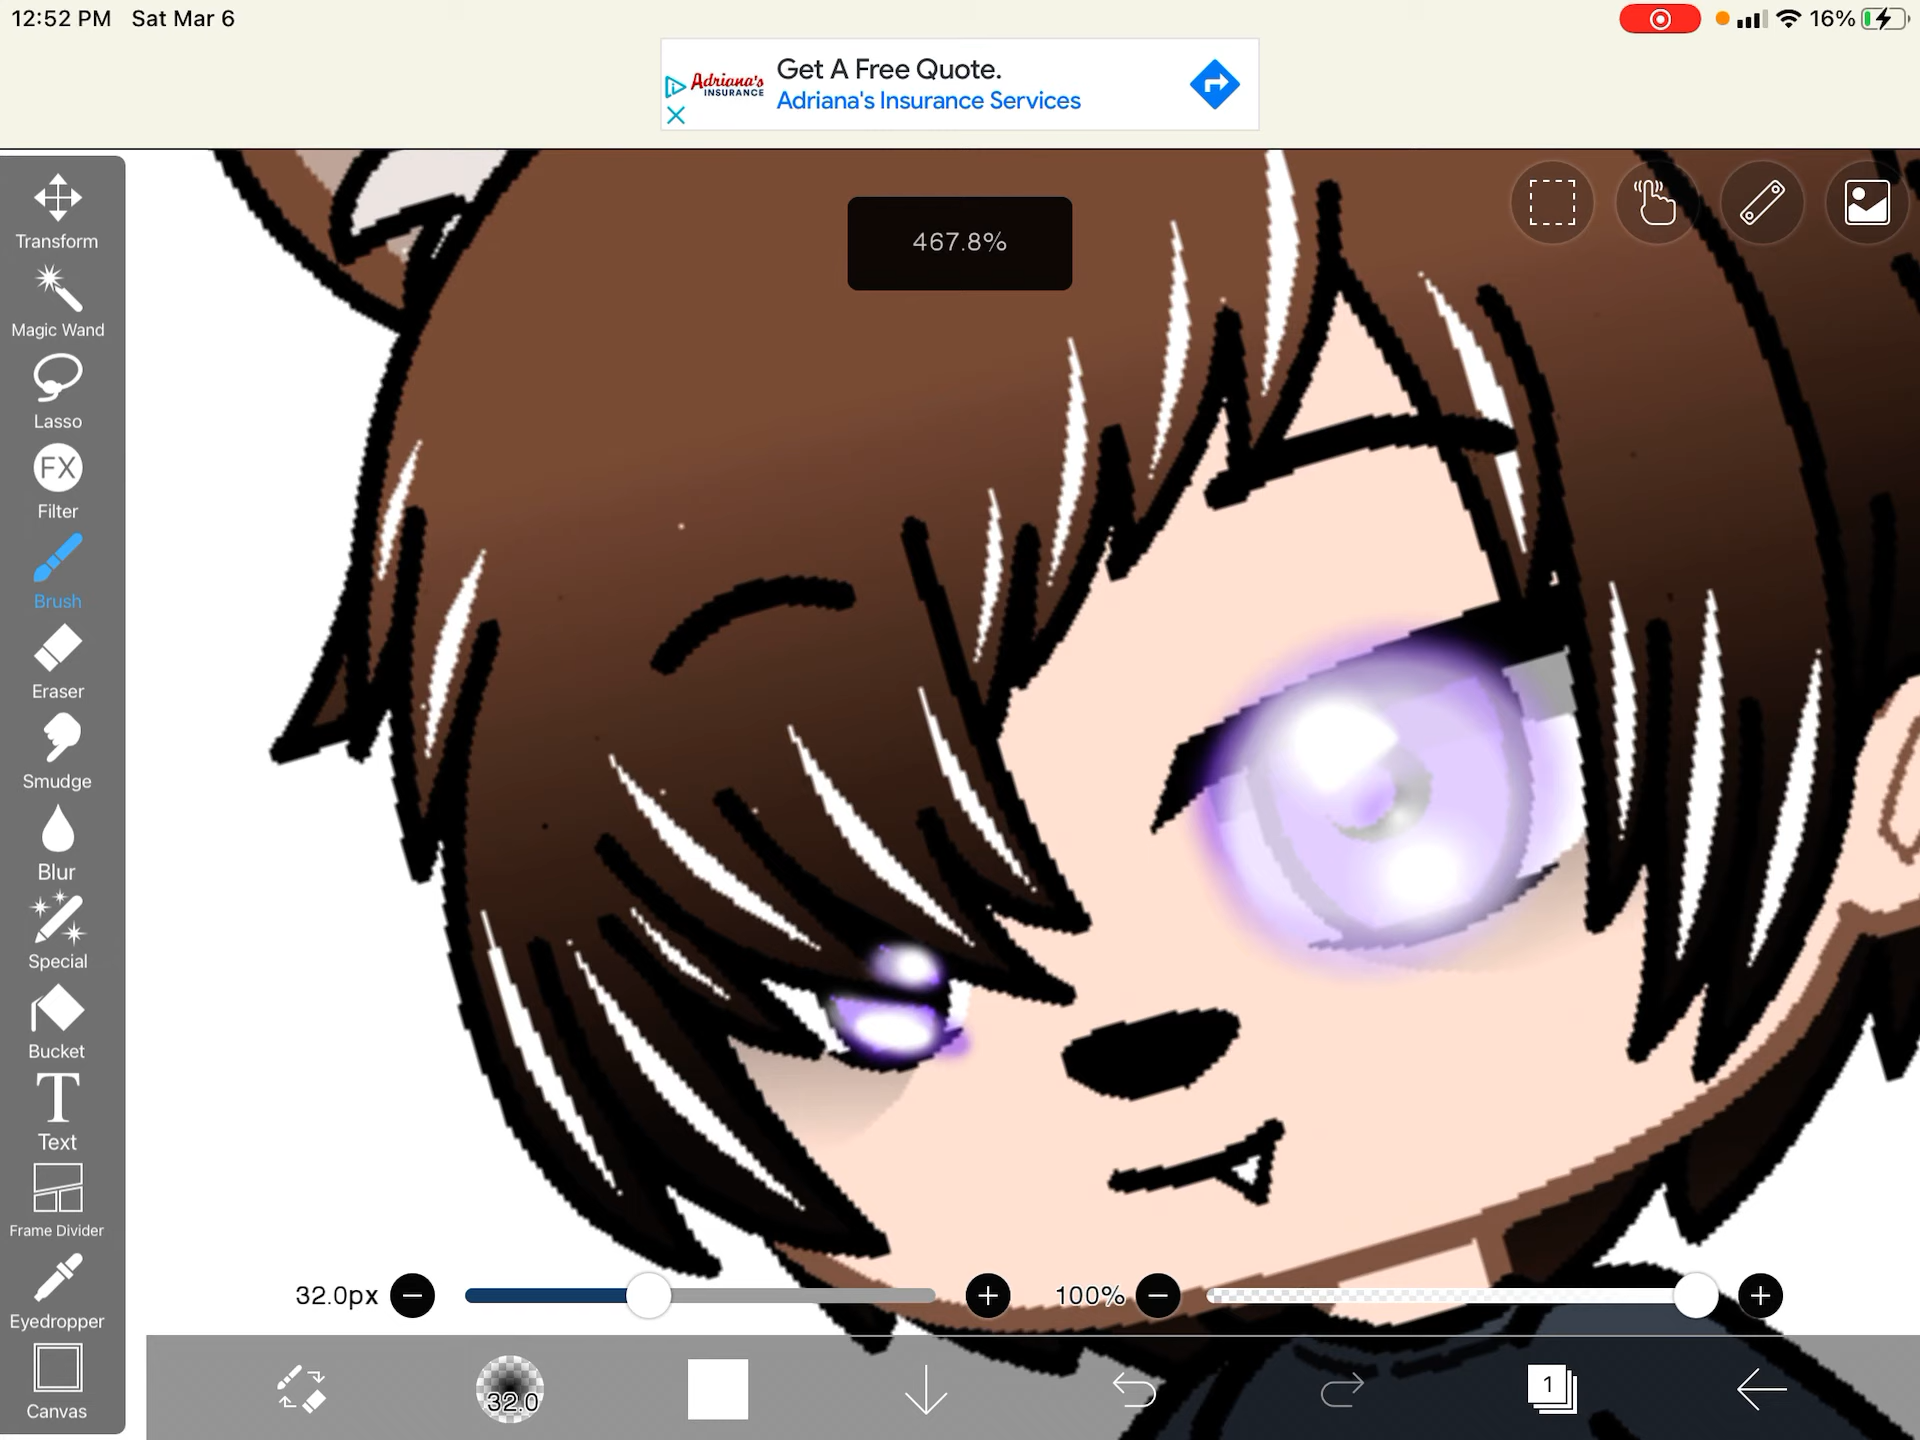 12:52 PM Sat Mar 6
16%
Adriana's
INSURANCE
Get A Free Quote.
Adriana's Insurance Services
467.8%
Transform
Magic Wand
Lasso
FX
Filter
Brush
Eraser
Smudge
Blur
Special
Bucket
T
Text
Frame Divider
Eyedropper
Canvas
32.0px
100%
32.0
1